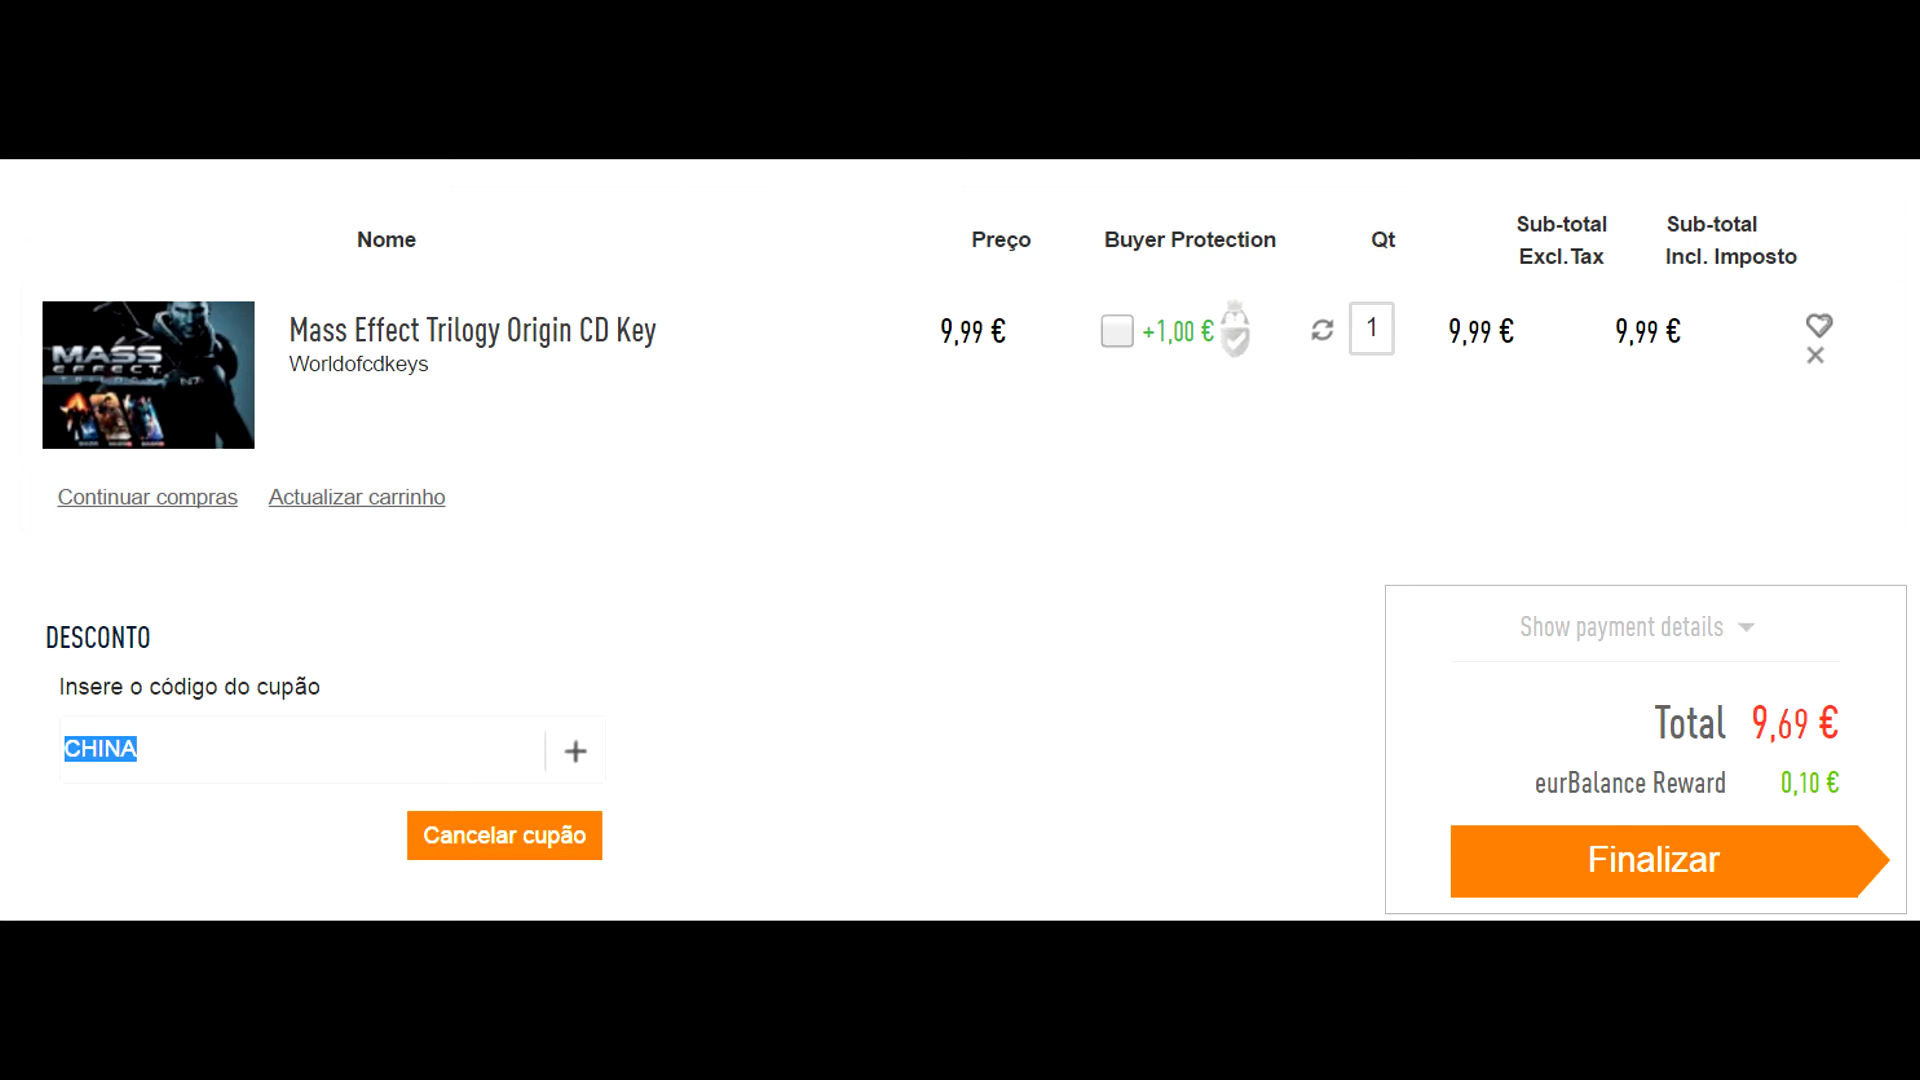 Nome
Preço
Buyer Protection
Qt
Sub-total
Excl.Tax
Sub-total
Incl. Imposto
MASS
EFFECT
TRILOGY N7
Mass Effect Trilogy Origin CD Key
Worldofcdkeys
9,99 €
+1,00 €
1
9,99 €
9,99 €
Continuar compras
Actualizar carrinho
DESCONTO
Insere o código do cupão
CHINA
+
Cancelar cupão
Show payment details
Total 9,69 €
eurBalance Reward 0,10 €
Finalizar